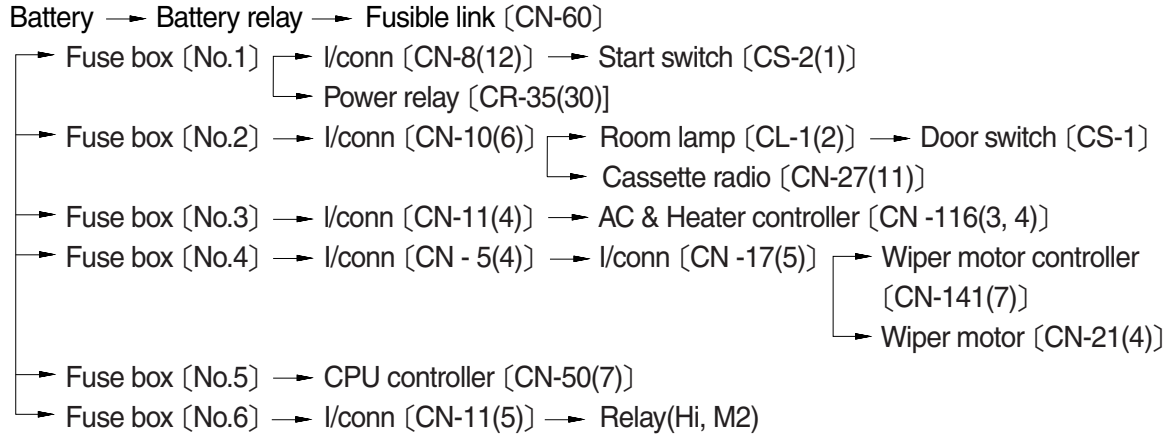 Battery → Battery relay → Fusible link〔CN-60〕
Fuse box〔No.1〕 → I/conn〔CN-8(12)〕 → Start switch〔CS-2(1)〕
→ Power relay〔CR-35(30)]
Fuse box〔No.2〕 → I/conn〔CN-10(6)〕 → Room lamp〔CL-1(2)〕 → Door switch〔CS-1〕
→ Cassette radio〔CN-27(11)〕
Fuse box〔No.3〕 → I/conn〔CN-11(4)〕 → AC & Heater controller〔CN -116(3, 4)〕
Fuse box〔No.4〕 → I/conn〔CN - 5(4)〕 → I/conn〔CN -17(5)〕 → Wiper motor controller
〔CN-141(7)〕
→ Wiper motor〔CN-21(4)〕
Fuse box〔No.5〕 → CPU controller〔CN-50(7)〕
Fuse box〔No.6〕 → I/conn〔CN-11(5)〕 → Relay(Hi, M2)